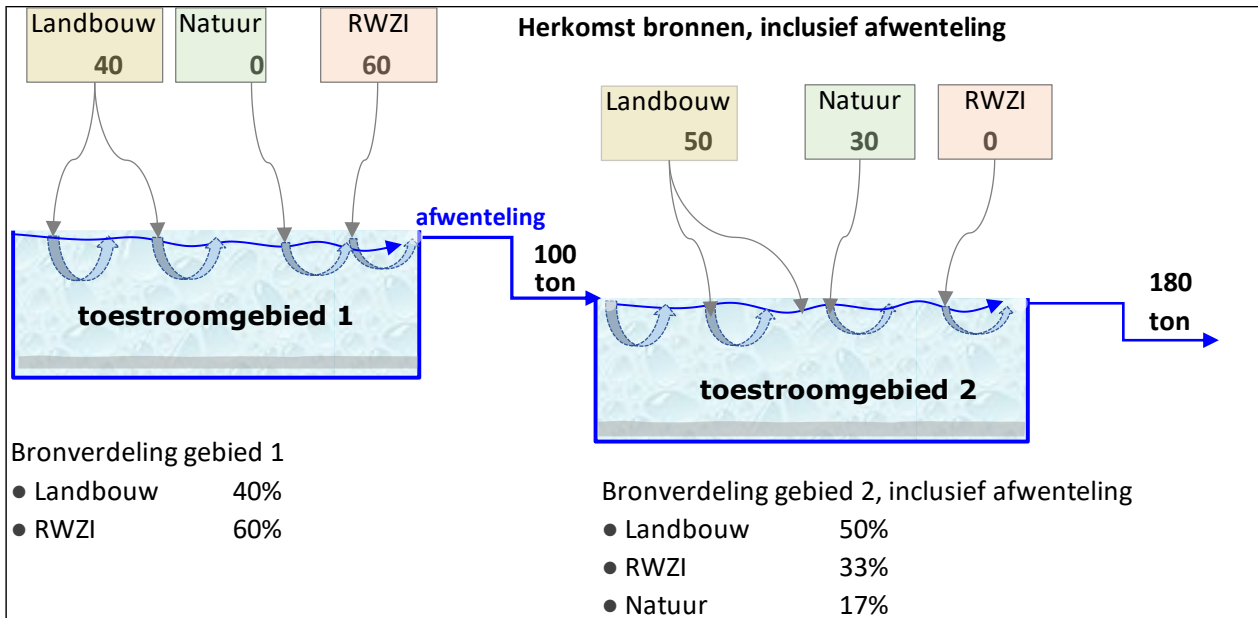 Herkomst bronnen, inclusief afwenteling
Landbouw
40
Natuur
0
RWZI
60
Landbouw
50
Natuur
30
RWZI
0
afwenteling
100
ton
180
ton
toestroomgebied 1
toestroomgebied 2
Bronverdeling gebied 1
● Landbouw 40%
● RWZI 60%
Bronverdeling gebied 2, inclusief afwenteling
● Landbouw 50%
● RWZI 33%
● Natuur 17%